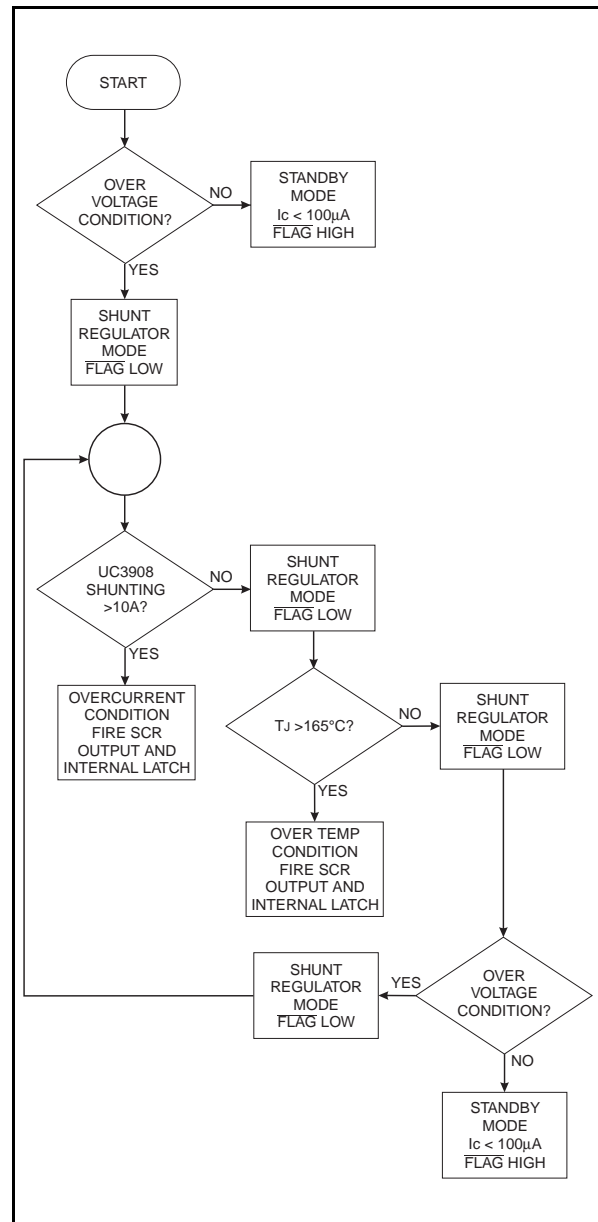 START
OVER
VOLTAGE
CONDITION?
NO
STANDBY
MODE
Ic < 100µA
FLAG HIGH
YES
SHUNT
REGULATOR
MODE
FLAG LOW
UC3908
SHUNTING
>10A?
NO
SHUNT
REGULATOR
MODE
FLAG LOW
YES
OVERCURRENT
CONDITION
FIRE SCR
OUTPUT AND
INTERNAL LATCH
TJ >165°C?
NO
SHUNT
REGULATOR
MODE
FLAG LOW
YES
OVER TEMP
CONDITION
FIRE SCR
OUTPUT AND
INTERNAL LATCH
OVER
VOLTAGE
CONDITION?
YES
SHUNT
REGULATOR
MODE
FLAG LOW
NO
STANDBY
MODE
Ic < 100µA
FLAG HIGH